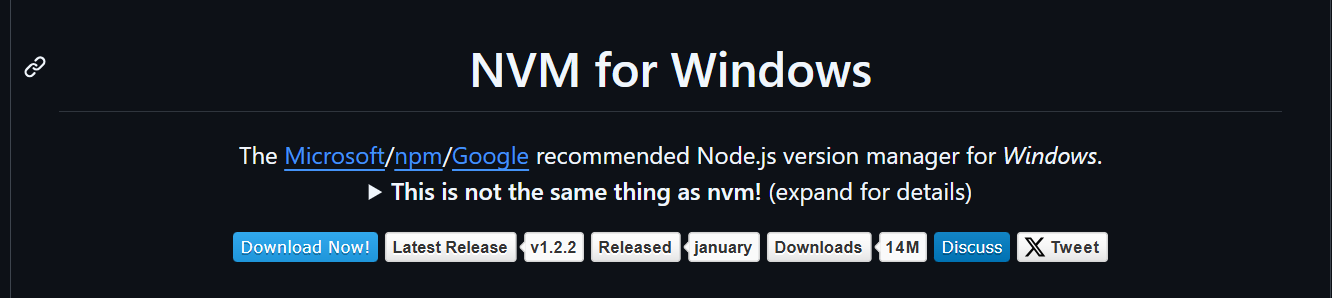 NVM for Windows
The Microsoft/npm/Google recommended Node.js version manager for Windows.
▶ This is not the same thing as nvm! (expand for details)
Download Now! Latest Release v1.2.2 Released january Downloads 14M Discuss X Tweet